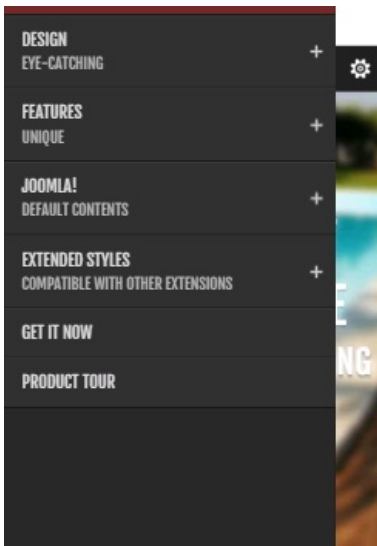 DESIGN
EYE-CATCHING
FEATURES
UNIQUE
JOOMLA!
DEFAULT CONTENTS
EXTENDED STYLES
COMPATIBLE WITH OTHER EXTENSIONS
GET IT NOW
PRODUCT TOUR
E
NG